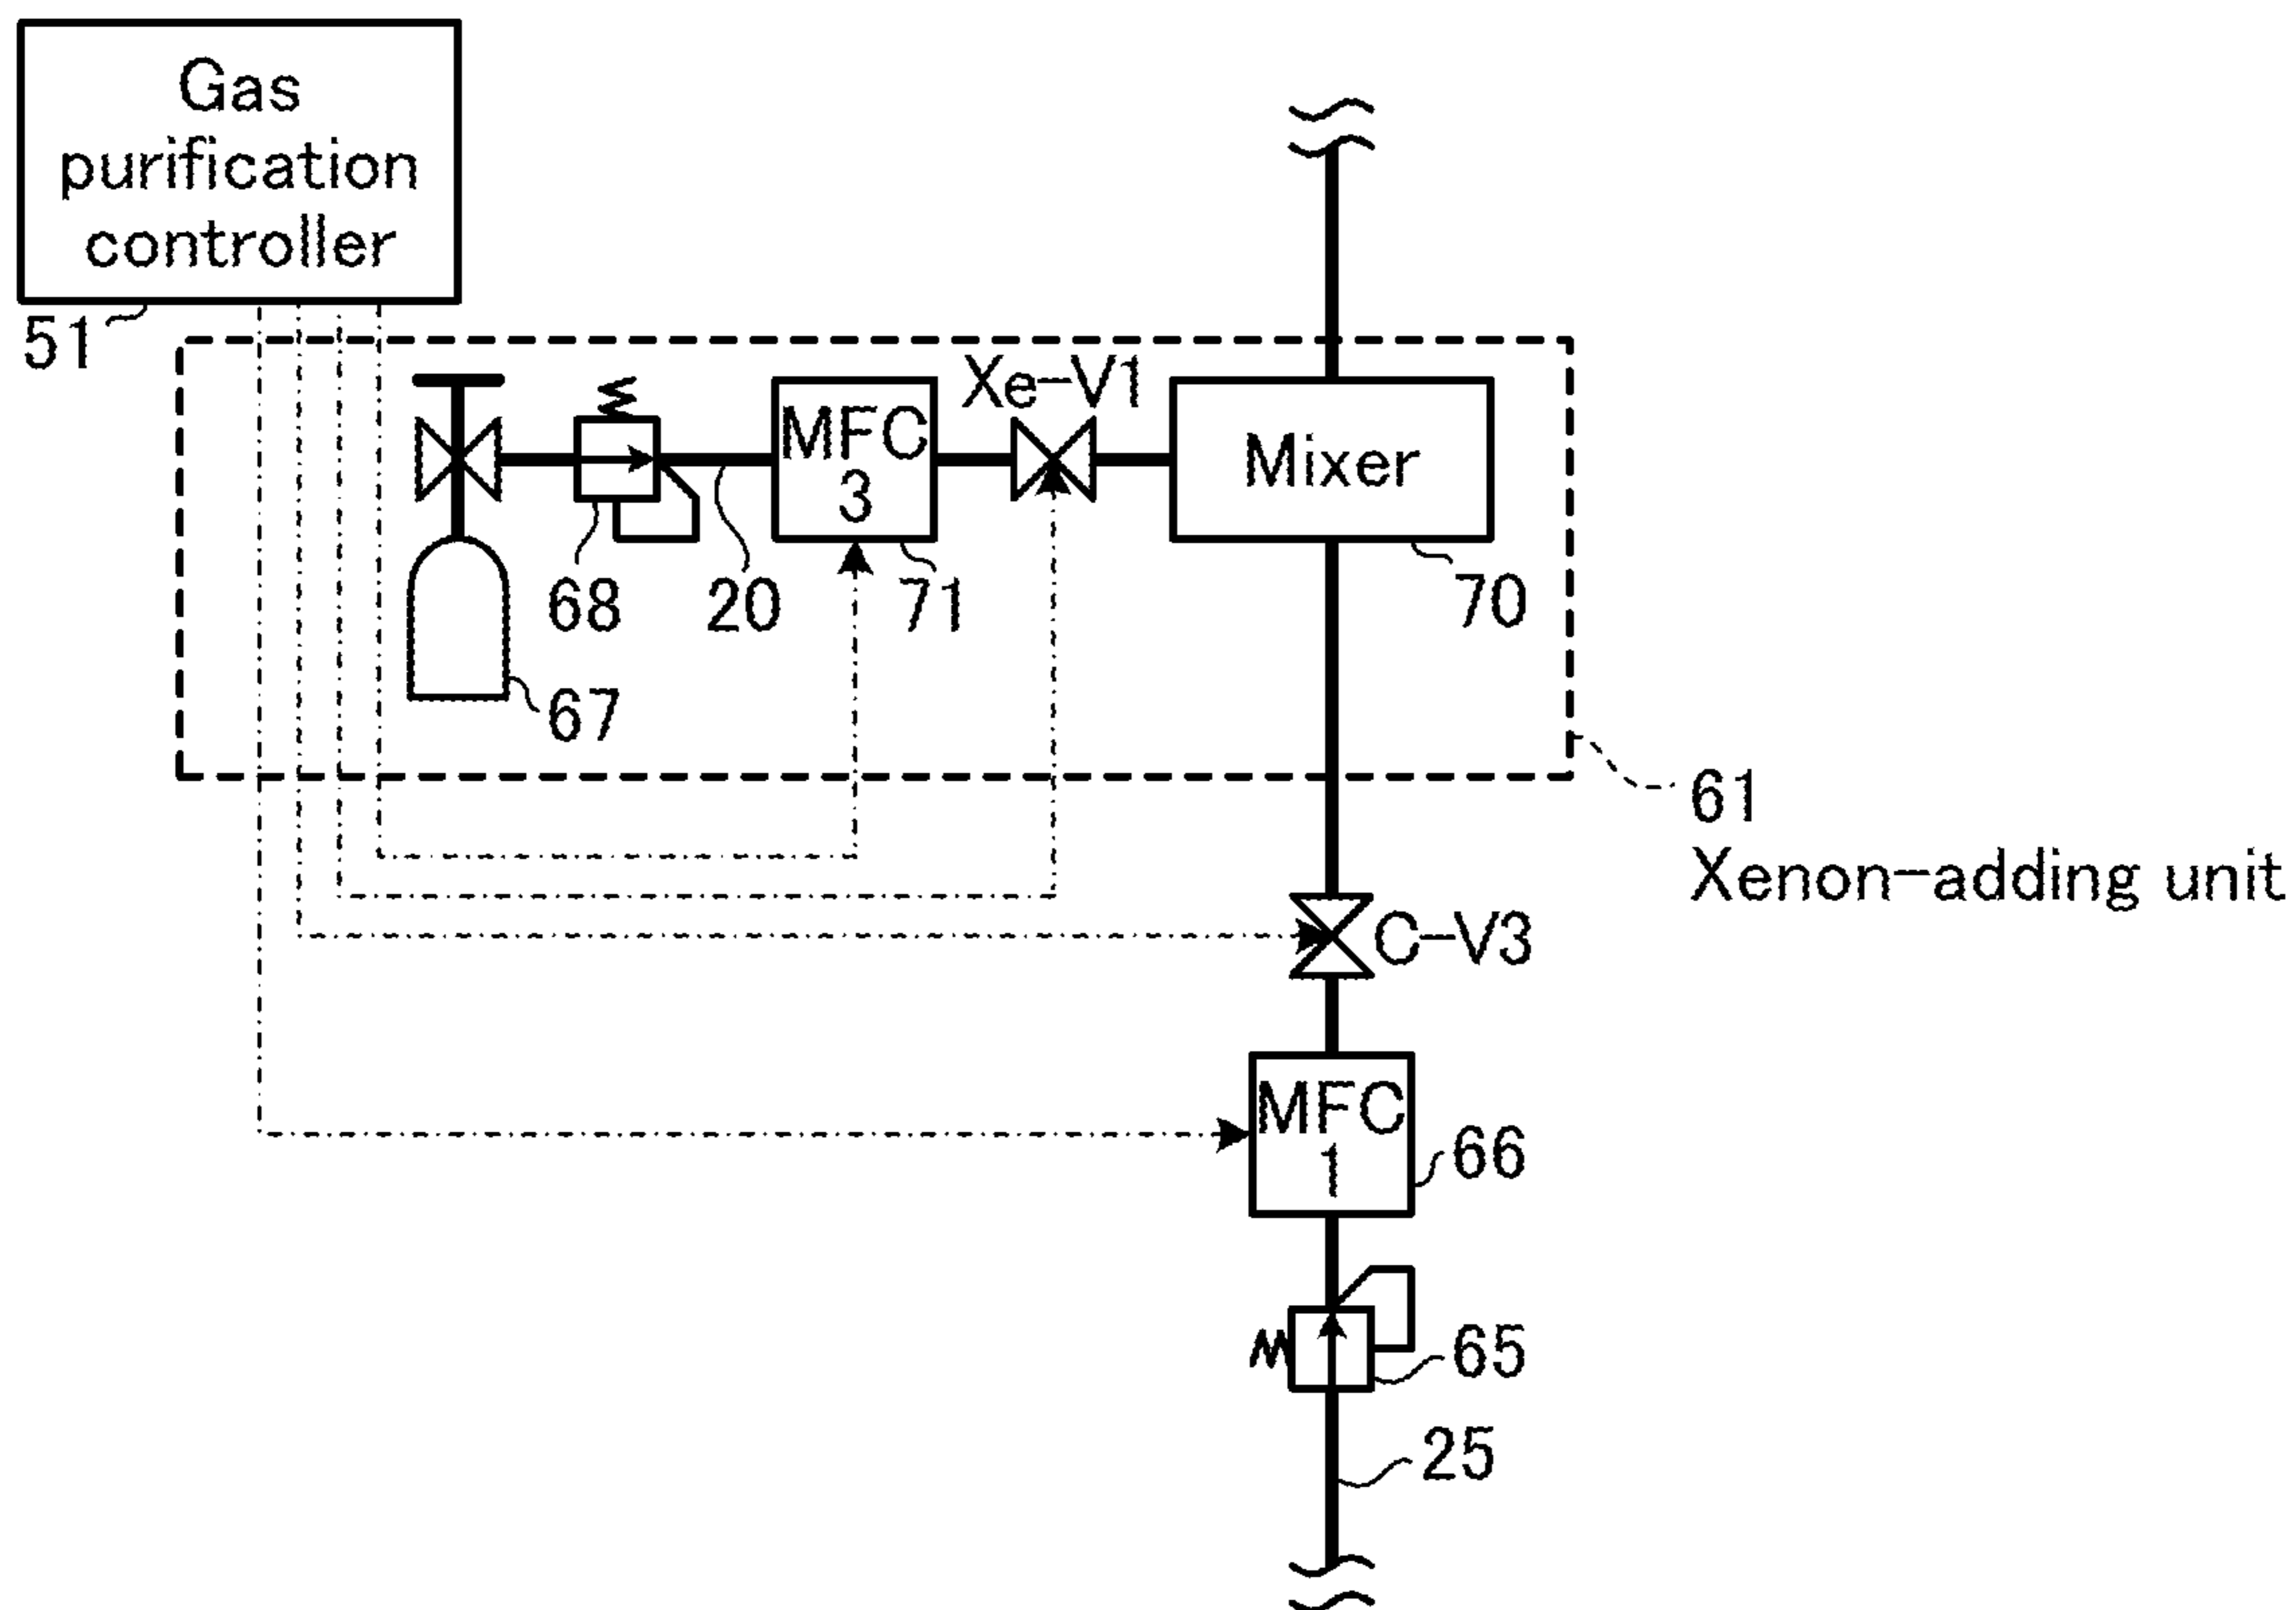 Gas
purification
controller
51
Xe-V1
MFC
3
Mixer
68
20
71
70
67
61
Xenon-adding unit
C-V3
MFC
1
66
65
25